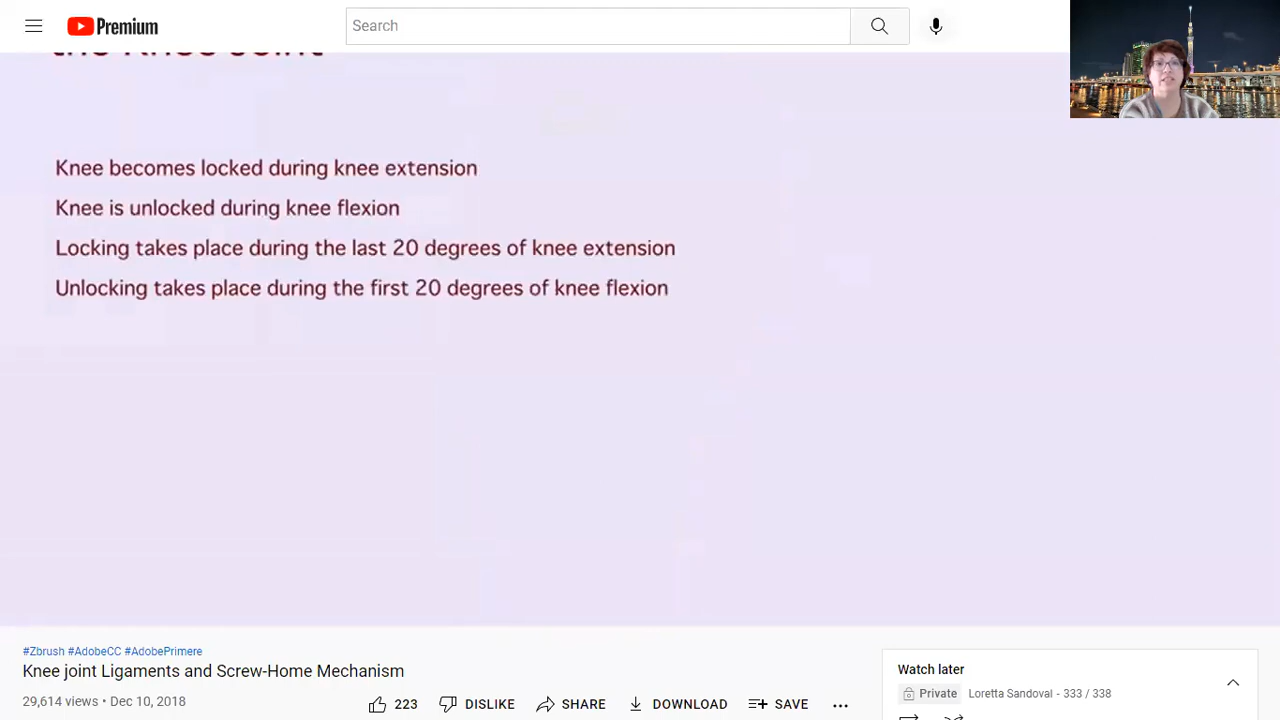 Premium
Search
the Knee Joint
Knee becomes locked during knee extension
Knee is unlocked during knee flexion
Locking takes place during the last 20 degrees of knee extension
Unlocking takes place during the first 20 degrees of knee flexion
#Zbrush #AdobeCC #AdobePrimere
Knee joint Ligaments and Screw-Home Mechanism
29,614 views • Dec 10, 2018
223 DISLIKE SHARE DOWNLOAD SAVE
Watch later
Private Loretta Sandoval - 333 / 338